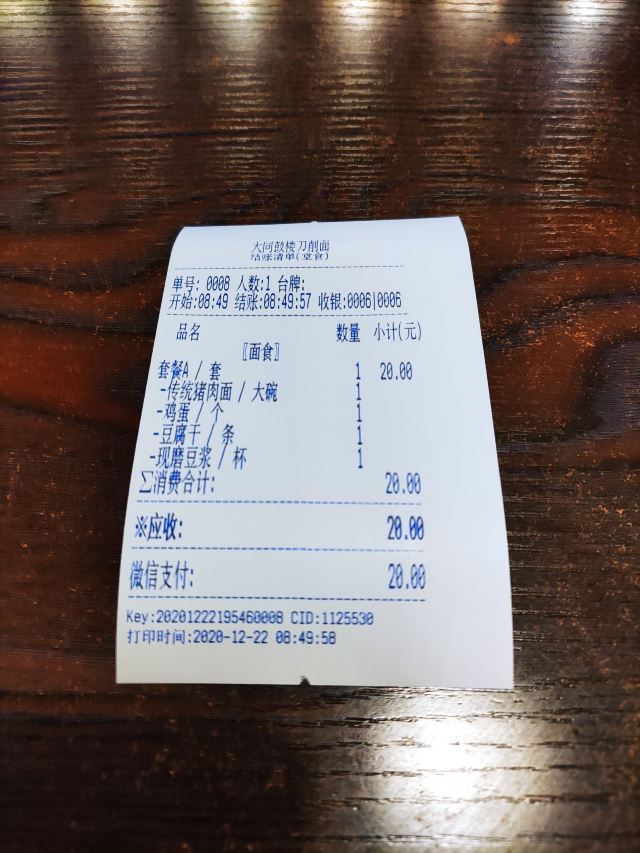 大同鼓楼刀削面
结账清单(堂食)
单号: 0008 人数:1 台牌:
开始:08:49 结账:08:49:57 收银:0006|0006
品名 数量 小计(元)
〖面食〗
套餐A / 套 1 20.00
-传统猪肉面 / 大碗 1
-鸡蛋 / 个 1
-豆腐干 / 条 1
-现磨豆浆 / 杯 1
∑消费合计: 20.00
※应收: 20.00
微信支付: 20.00
Key:20201222195460008 CID:1125530
打印时间:2020-12-22 08:49:58